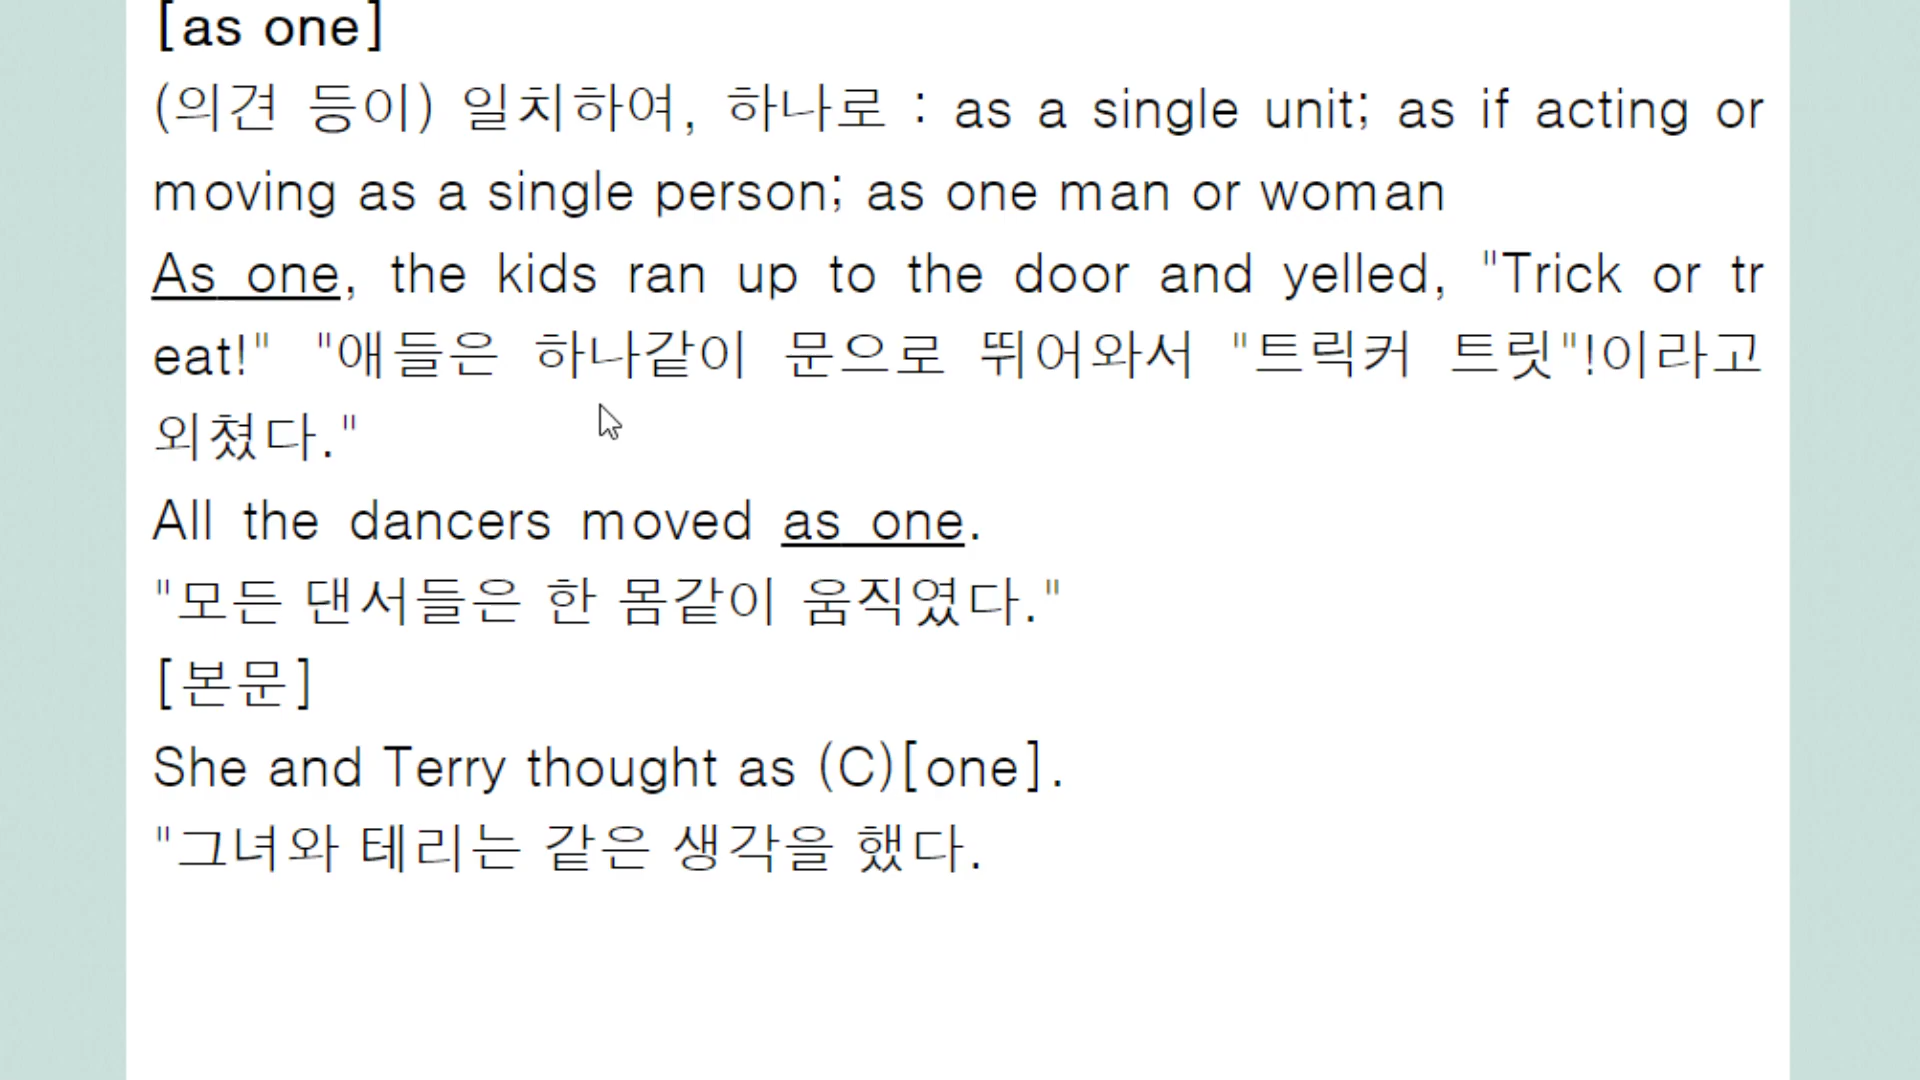 [as one]
(의견 등이) 일치하여, 하나로 : as a single unit; as if acting or
moving as a single person; as one man or woman
As one, the kids ran up to the door and yelled, "Trick or tr
eat!" "애들은 하나같이 문으로 뛰어와서 "트릭커 트릿"!이라고
외쳤다."
All the dancers moved as one.
"모든 댄서들은 한 몸같이 움직였다."
[본문]
She and Terry thought as (C)[one].
"그녀와 테리는 같은 생각을 했다.